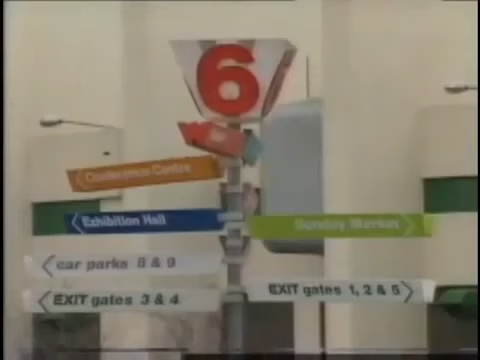 6
Conference Centre
Exhibition Hall
Sunday Market
car parks 8 & 9
EXIT gates 3 & 4
EXIT gates 1, 2 & 5